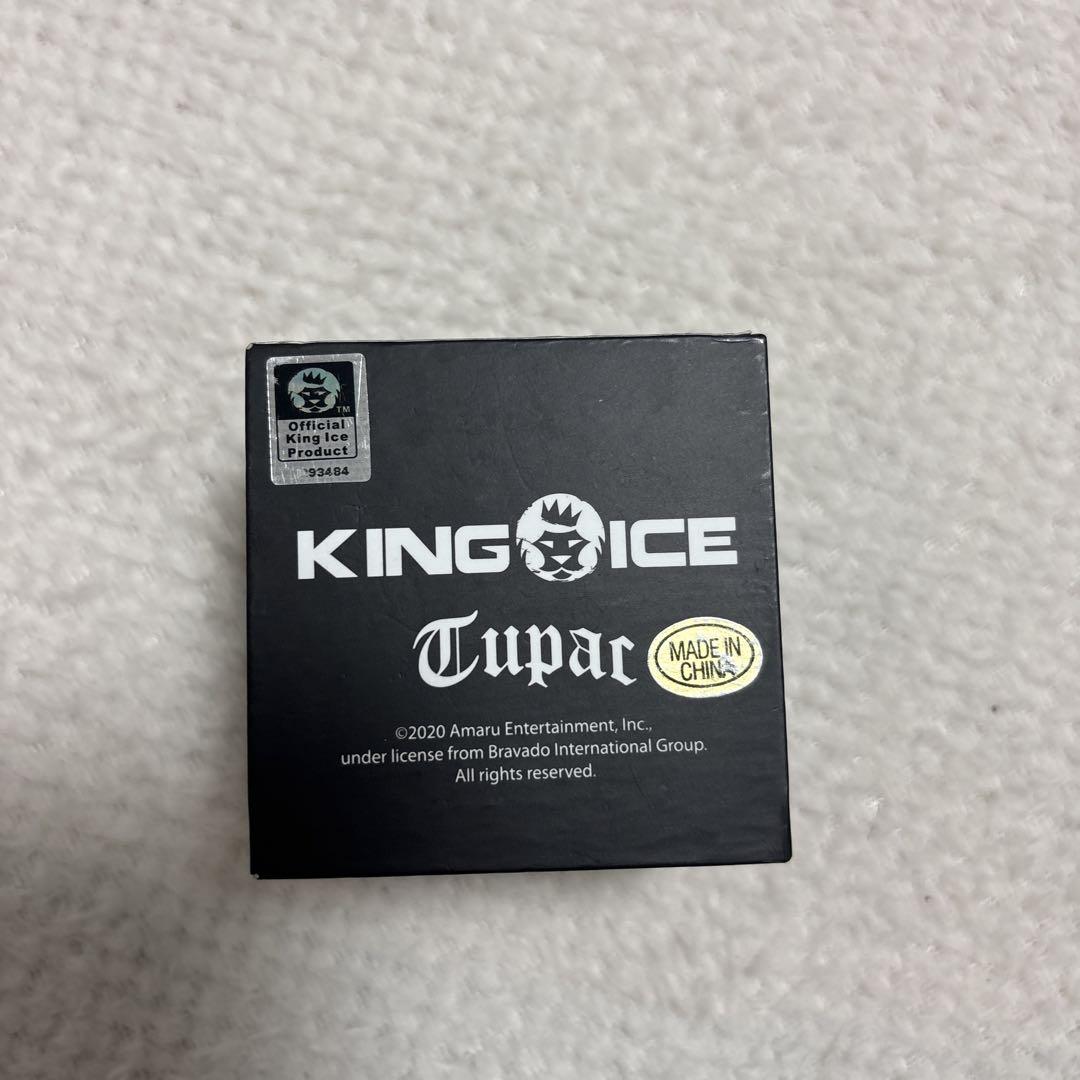 TM
Official
King Ice
Product
93484
KING ICE
Tupac
MADE IN
CHINA
©2020 Amaru Entertainment, Inc.,
under license from Bravado International Group.
All rights reserved.